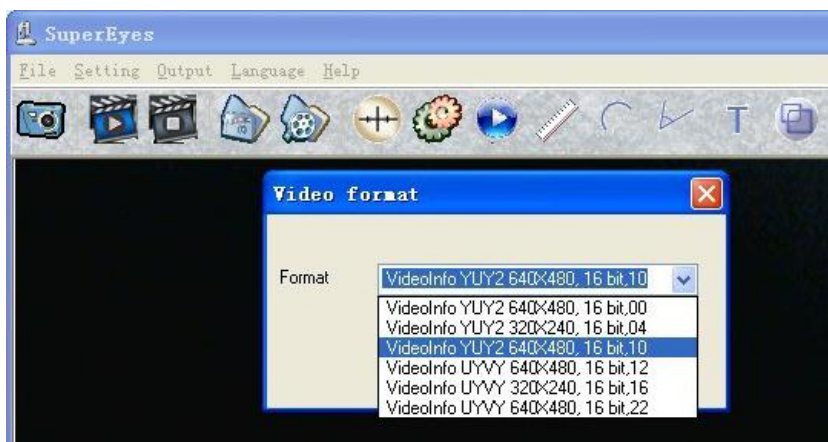 SuperEyes
File Setting Output Language Help
T
Video format
Format VideoInfo YUY2 640X480, 16 bit,10
VideoInfo YUY2 640X480, 16 bit,00
VideoInfo YUY2 320X240, 16 bit,04
VideoInfo YUY2 640X480, 16 bit,10
VideoInfo UYVY 640X480, 16 bit,12
VideoInfo UYVY 320X240, 16 bit,16
VideoInfo UYVY 640X480, 16 bit,22